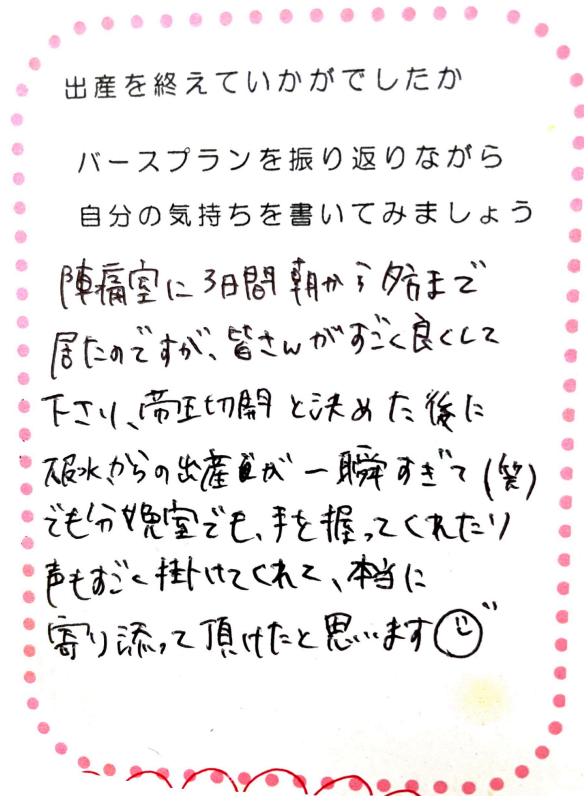 出産を終えていかがでしたか
バースプランを振り返りながら
自分の気持ちを書いてみましょう
陣痛室に3日間朝から夕方まで
居たのですが、皆さんがすごく良くして
下さり、帝王切開と決めた後に
破水からの出産が一瞬すぎて(笑)
でも分娩室でも、手を握ってくれたり
声もすごく掛けてくれて、本当に
寄り添って頂けたと思います